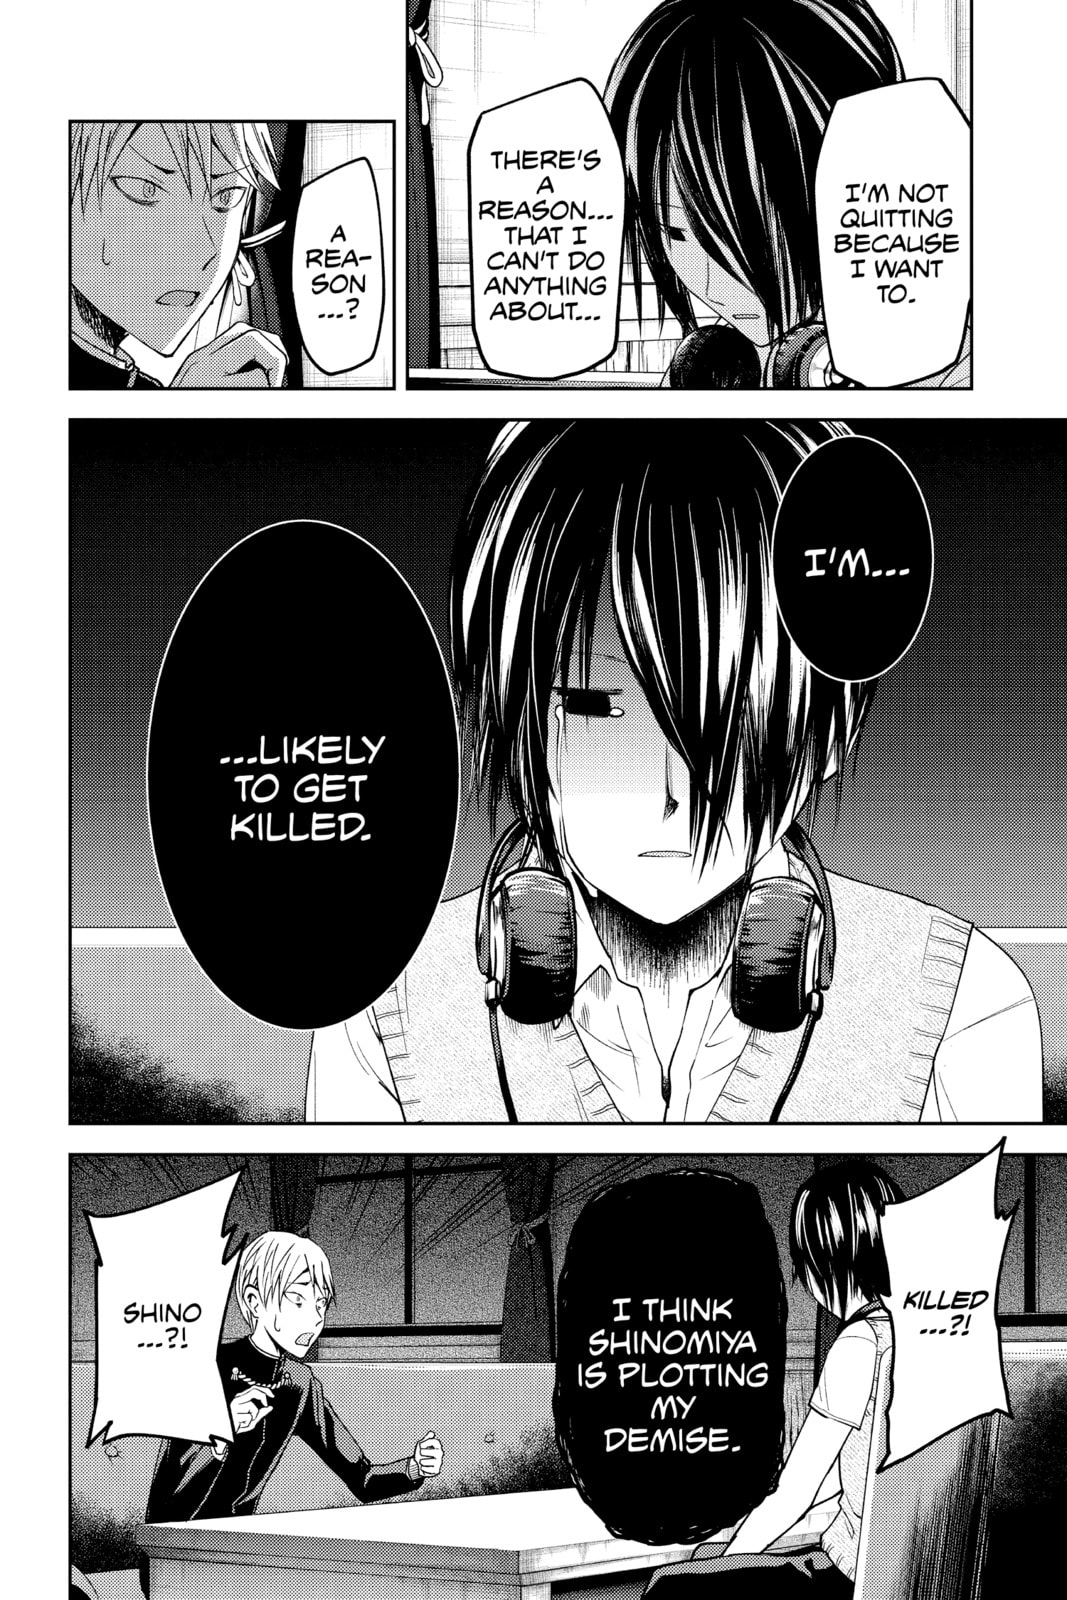 I'M NOT
QUITTING
BECAUSE
I WANT
TO.
THERE'S
A
REASON...
THAT I
CAN'T DO
ANYTHING
ABOUT...
A
REA-
SON
...?
I'M...
...LIKELY
TO GET
KILLED.
KILLED
...?!
I THINK
SHINOMIYA
IS PLOTTING
MY
DEMISE.
SHINO
...?!